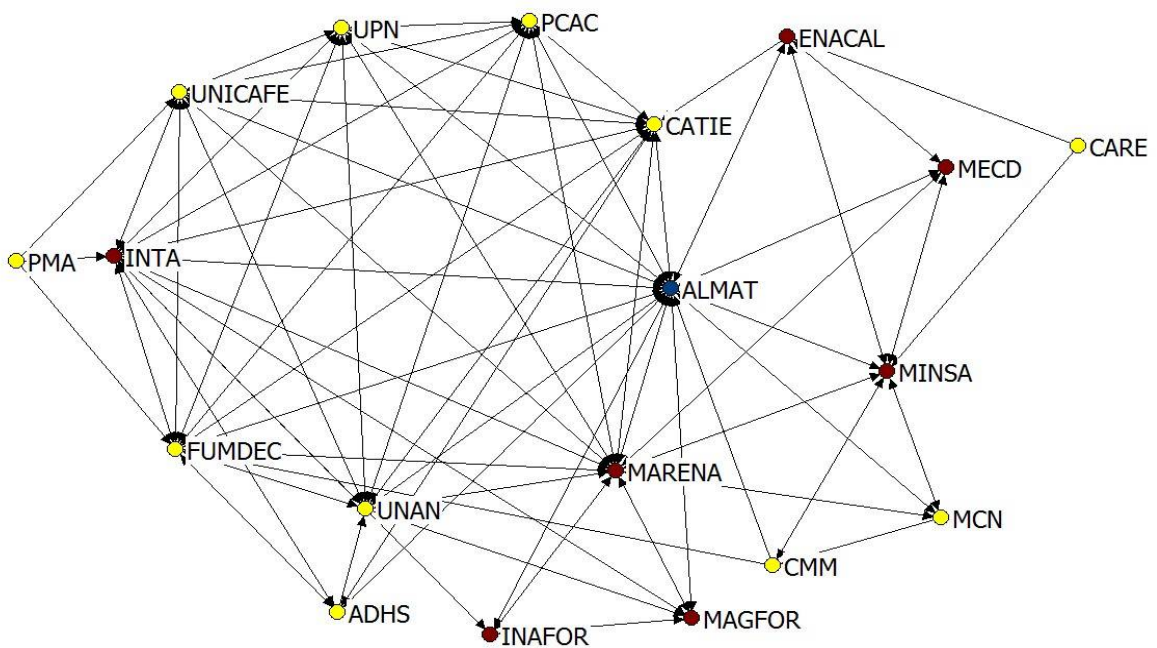 UPN
PCAC
ENACAL
UNICAFE
CATIE
CARE
MECD
PMA
INTA
ALMAT
MINSA
FUMDEC
MARENA
UNAN
MCN
CMM
ADHS
INAFOR
MAGFOR